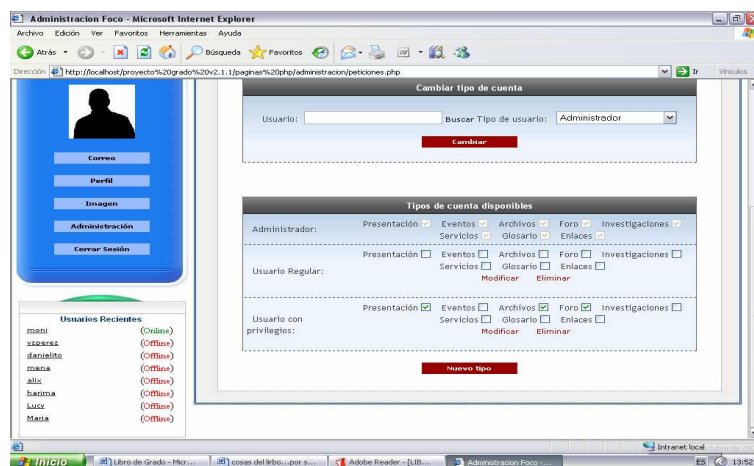 Administracion Foco - Microsoft Internet Explorer
Archivo Edición Ver Favoritos Herramientas Ayuda
Atrás Búsqueda Favoritos
Dirección http://localhost/proyecto%20grado%20v2.1.1/paginas%20php/administracion/peticiones.php Ir Vínculos
Cambiar tipo de cuenta
Usuario: Buscar Tipo de usuario: Administrador
Cambiar
Correo
Perfil
Imagen
Administración
Cerrar Sesión
Tipos de cuenta disponibles
Administrador: Presentación Eventos Archivos Foro Investigaciones
Servicios Glosario Enlaces
Usuario Regular: Presentación Eventos Archivos Foro Investigaciones
Servicios Glosario Enlaces
Modificar Eliminar
Usuario con privilegios: Presentación Eventos Archivos Foro Investigaciones
Servicios Glosario Enlaces
Modificar Eliminar
Nuevo tipo
Usuarios Recientes
moni (Online)
vzperez (Offline)
danielito (Offline)
mena (Offline)
alix (Offline)
harima (Offline)
Lucy (Offline)
Maria (Offline)
Intranet local
Inicio Libro de Grado - Micr... cosas del lirbo...por s... Adobe Reader - [LIB... Administracion Foco -... ES 13:52